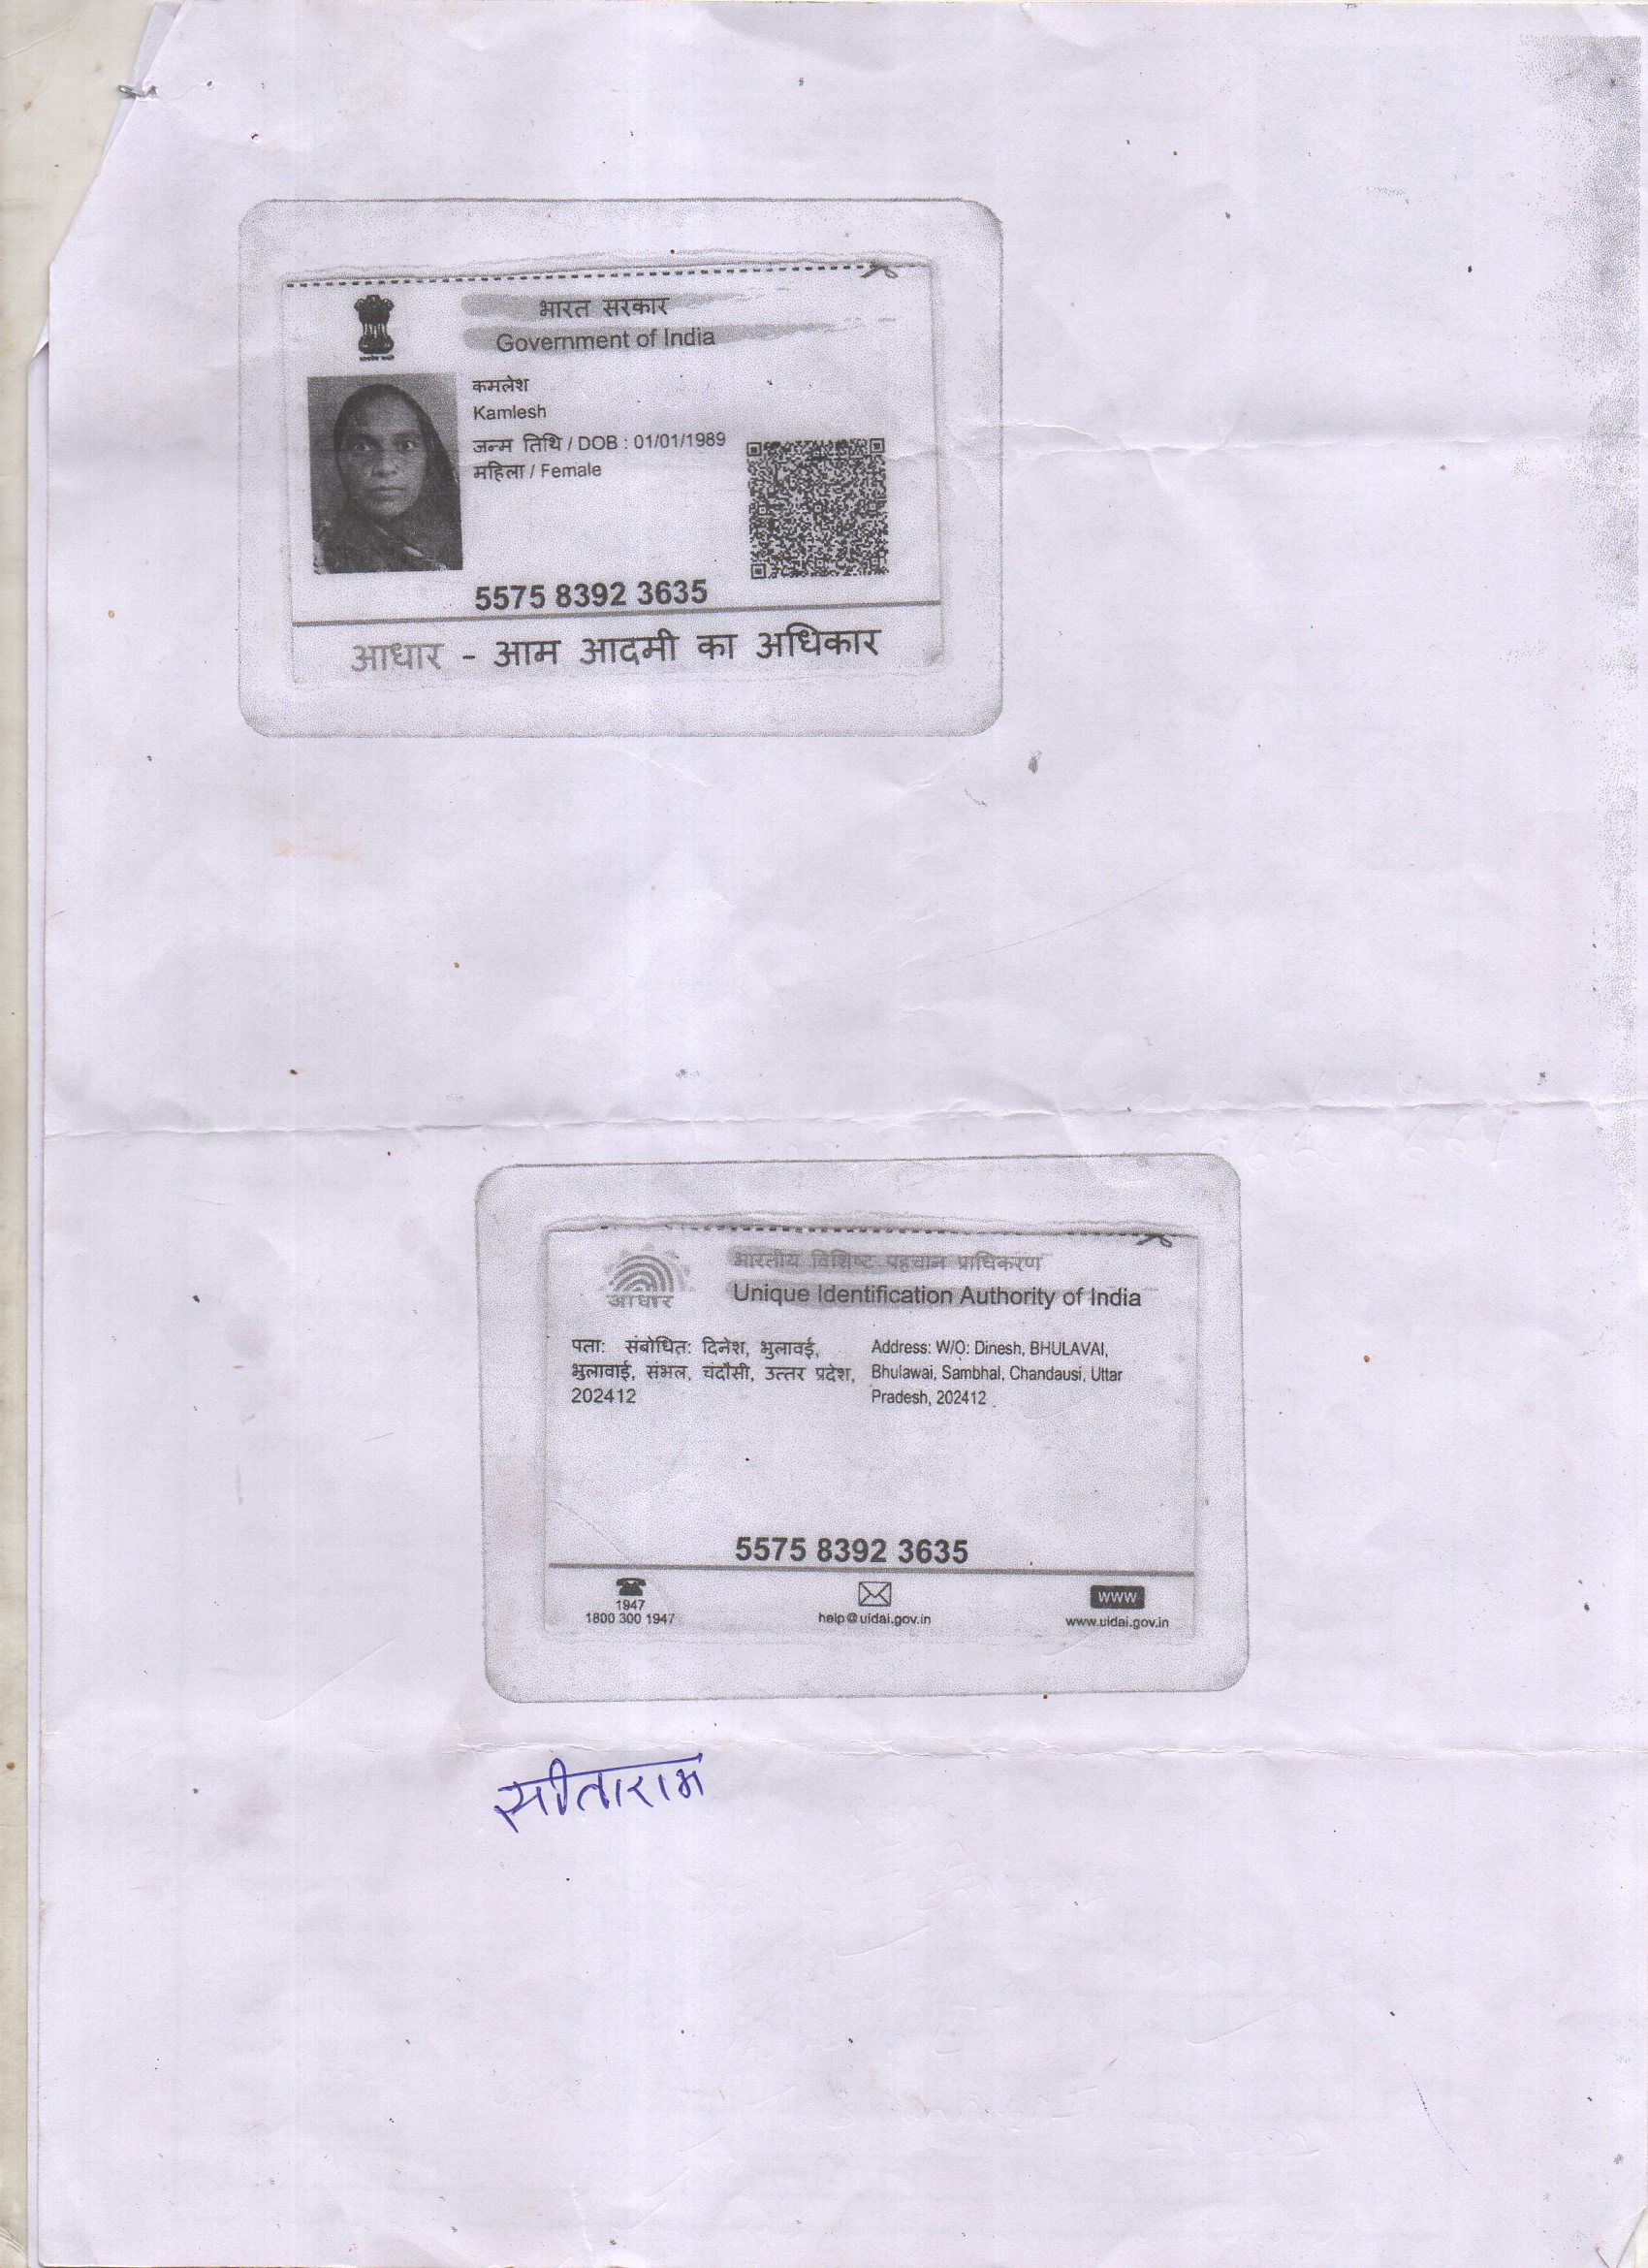 भारत सरकार
Government of India
कमलेश
Kamlesh
जन्म तिथि / DOB : 01/01/1989
महिला / Female
5575 8392 3635
आधार - आम आदमी का अधिकार
भारतीय विशिष्ट पहचान प्राधिकरण
Unique Identification Authority of India
आधार
पता: संबोधित: दिनेश, भुलावई,
भुलावाई, संभल, चंदौसी, उत्तर प्रदेश,
202412
Address: W/O: Dinesh, BHULAVAI,
Bhulawai, Sambhal, Chandausi, Uttar
Pradesh, 202412
5575 8392 3635
1947
1800 300 1947
help@uidai.gov.in
www
www.uidai.gov.in
सीताराम